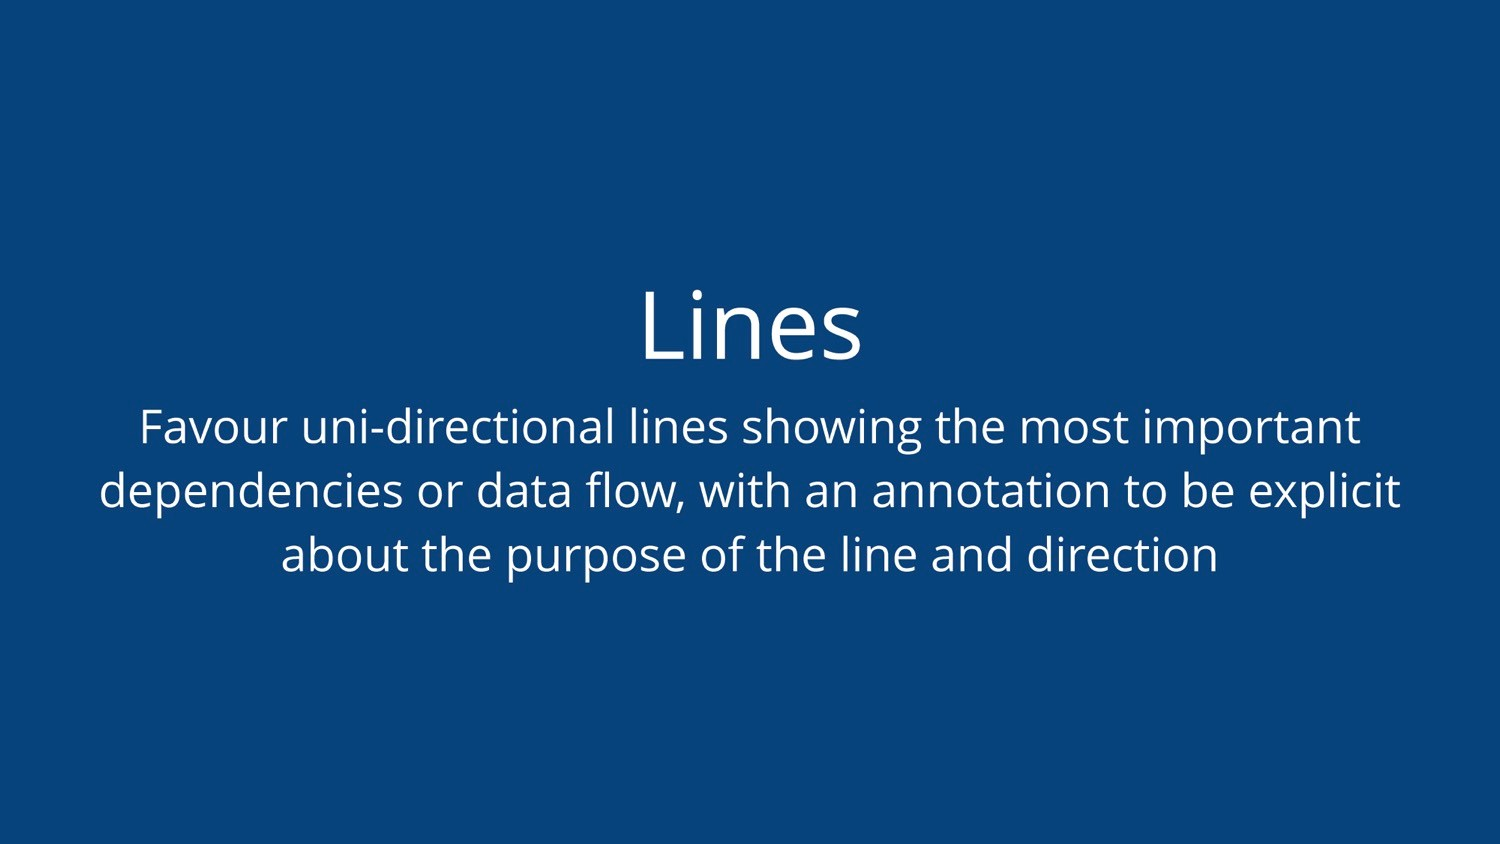 Lines
Favour uni-directional lines showing the most important
dependencies or data flow, with an annotation to be explicit
about the purpose of the line and direction